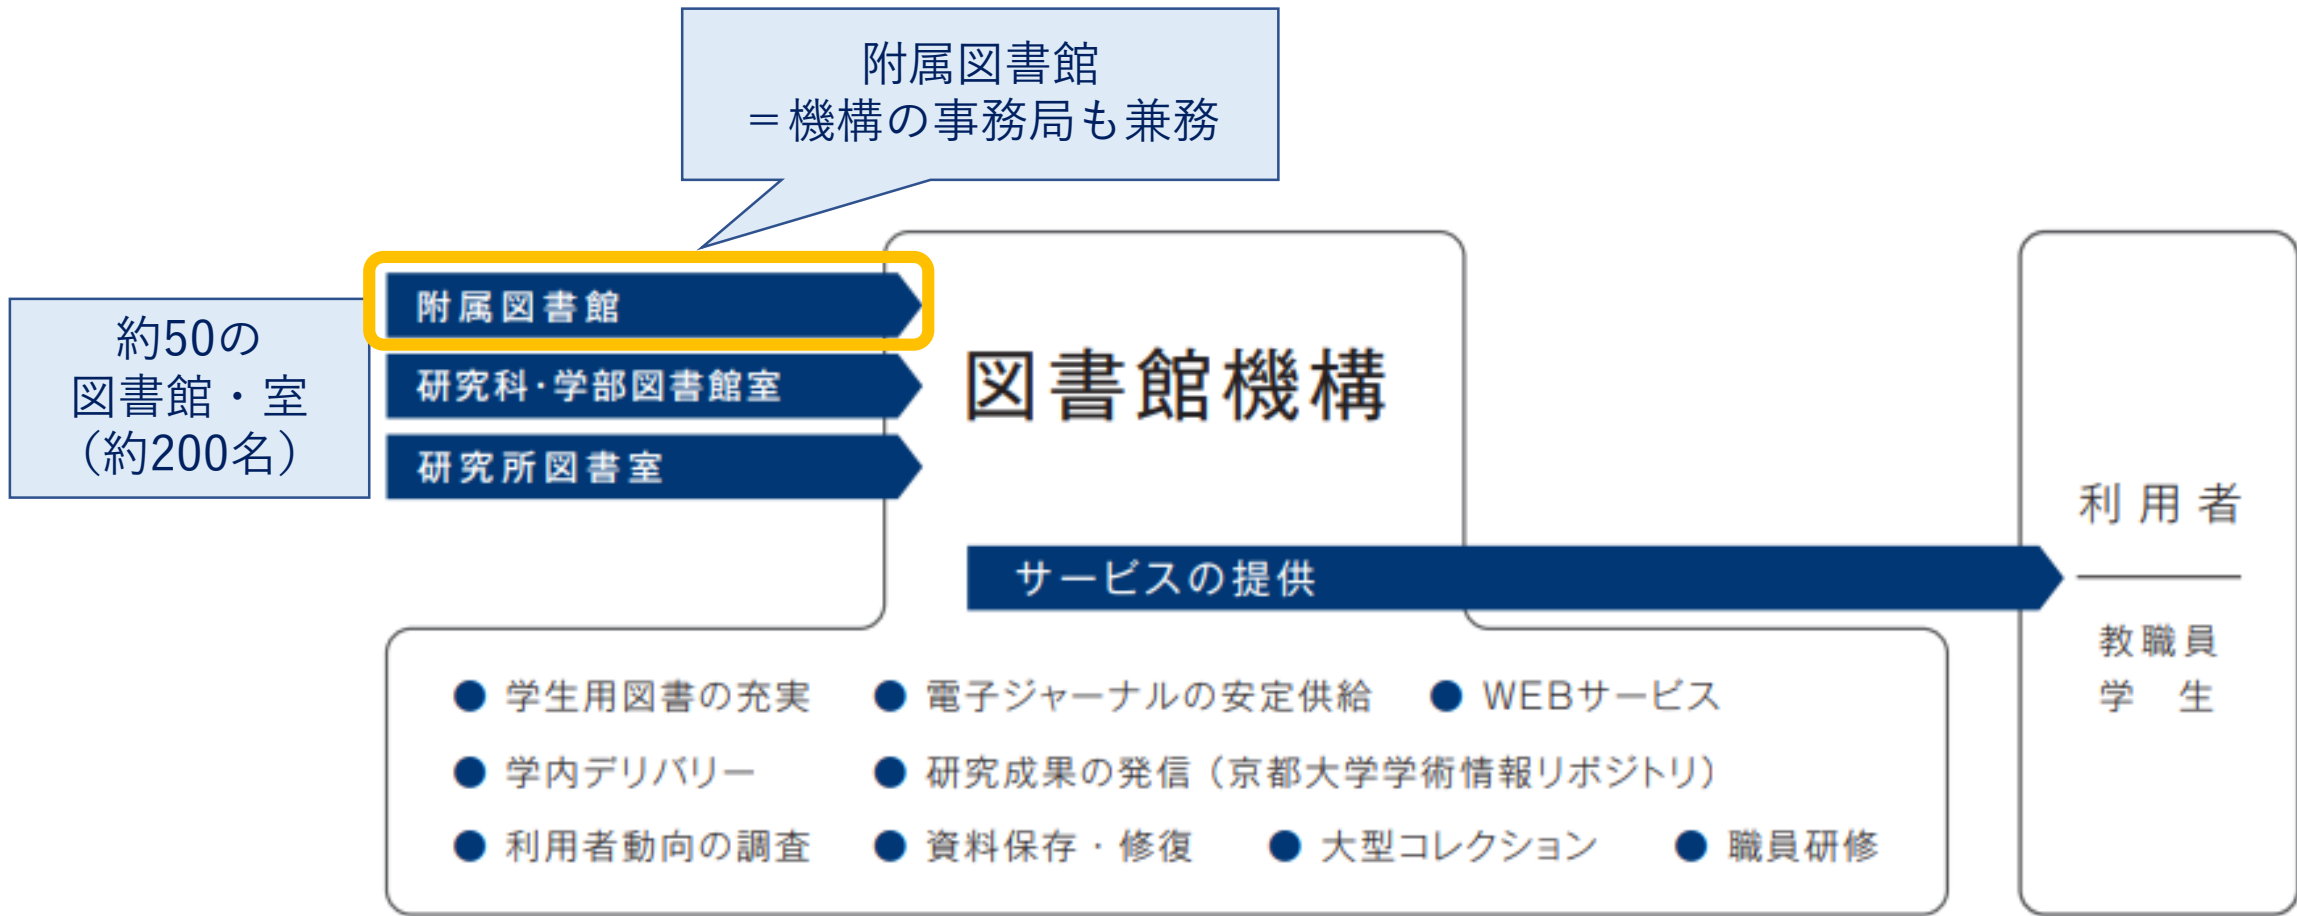 附属図書館
＝機構の事務局も兼務
約50の
図書館・室
（約200名）
附属図書館
研究科・学部図書館室
研究所図書室
図書館機構
サービスの提供
利用者
教職員
学　生
● 学生用図書の充実 ● 電子ジャーナルの安定供給 ● WEBサービス
● 学内デリバリー ● 研究成果の発信（京都大学学術情報リポジトリ）
● 利用者動向の調査 ● 資料保存・修復 ● 大型コレクション ● 職員研修